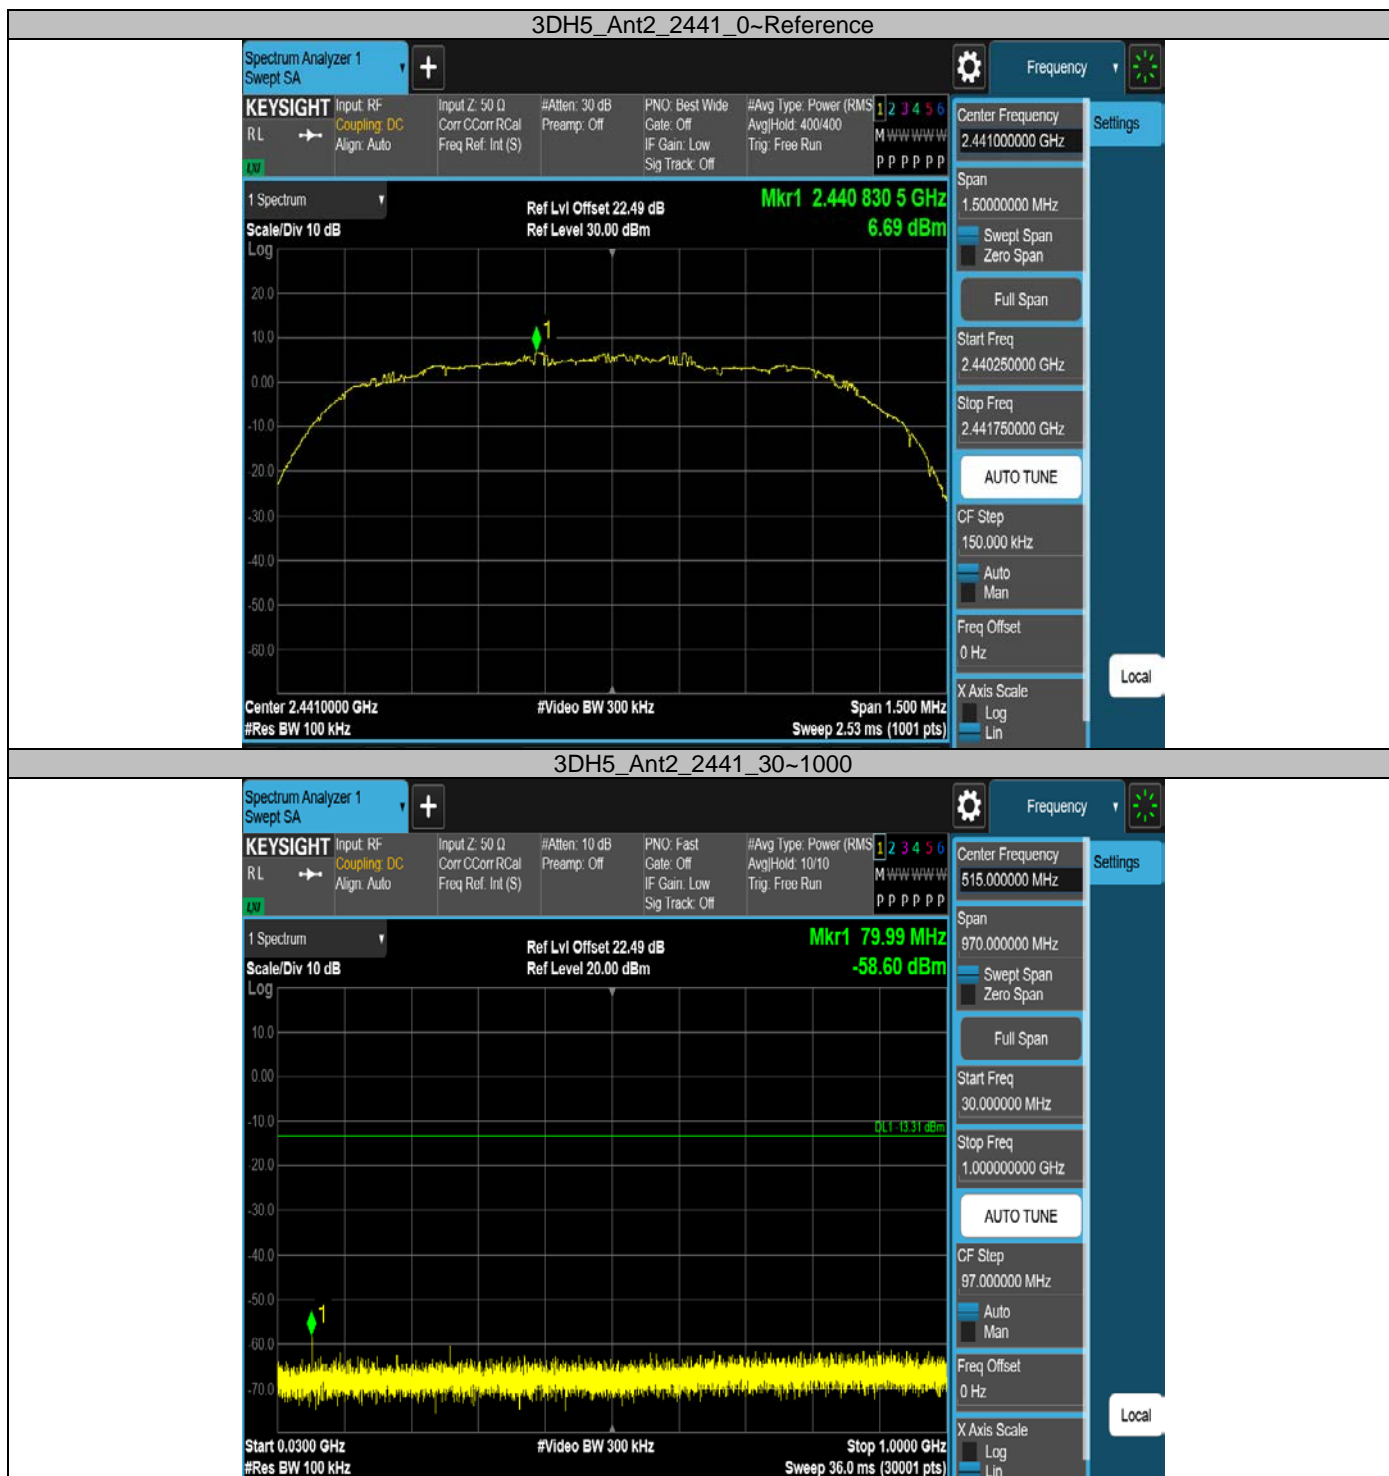 3DH5_Ant2_2441_0~Reference
Spectrum Analyzer 1
Swept SA
+
Frequency
KEYSIGHT
RL
LXI
Input: RF
Coupling: DC
Align: Auto
Input Z: 50 Ω
Corr CCorr RCal
Freq Ref: Int (S)
#Atten: 30 dB
Preamp: Off
PNO: Best Wide
Gate: Off
IF Gain: Low
Sig Track: Off
#Avg Type: Power (RMS
Avg|Hold: 400/400
Trig: Free Run
1 2 3 4 5 6
M W W W W W
P P P P P P
Center Frequency
2.441000000 GHz
Settings
1 Spectrum
Ref Lvl Offset 22.49 dB
Mkr1 2.440 830 5 GHz
Scale/Div 10 dB
Ref Level 30.00 dBm
6.69 dBm
Log
20.0
10.0
0.00
-10.0
-20.0
-30.0
-40.0
-50.0
-60.0
1
Center 2.4410000 GHz
#Video BW 300 kHz
Span 1.500 MHz
#Res BW 100 kHz
Sweep 2.53 ms (1001 pts)
Span
1.50000000 MHz
Swept Span
Zero Span
Full Span
Start Freq
2.440250000 GHz
Stop Freq
2.441750000 GHz
AUTO TUNE
CF Step
150.000 kHz
Auto
Man
Freq Offset
0 Hz
X Axis Scale
Log
Lin
Local
3DH5_Ant2_2441_30~1000
Spectrum Analyzer 1
Swept SA
+
Frequency
KEYSIGHT
RL
LXI
Input: RF
Coupling: DC
Align: Auto
Input Z: 50 Ω
Corr CCorr RCal
Freq Ref: Int (S)
#Atten: 10 dB
Preamp: Off
PNO: Fast
Gate: Off
IF Gain: Low
Sig Track: Off
#Avg Type: Power (RMS
Avg|Hold: 10/10
Trig: Free Run
1 2 3 4 5 6
M W W W W W
P P P P P P
Center Frequency
515.000000 MHz
Settings
1 Spectrum
Ref Lvl Offset 22.49 dB
Mkr1 79.99 MHz
Scale/Div 10 dB
Ref Level 20.00 dBm
-58.60 dBm
Log
10.0
0.00
-10.0
-20.0
-30.0
-40.0
-50.0
-60.0
-70.0
DL1 -13.31 dBm
1
Start 0.0300 GHz
#Video BW 300 kHz
Stop 1.0000 GHz
#Res BW 100 kHz
Sweep 36.0 ms (30001 pts)
Span
970.000000 MHz
Swept Span
Zero Span
Full Span
Start Freq
30.000000 MHz
Stop Freq
1.000000000 GHz
AUTO TUNE
CF Step
97.000000 MHz
Auto
Man
Freq Offset
0 Hz
X Axis Scale
Log
Lin
Local